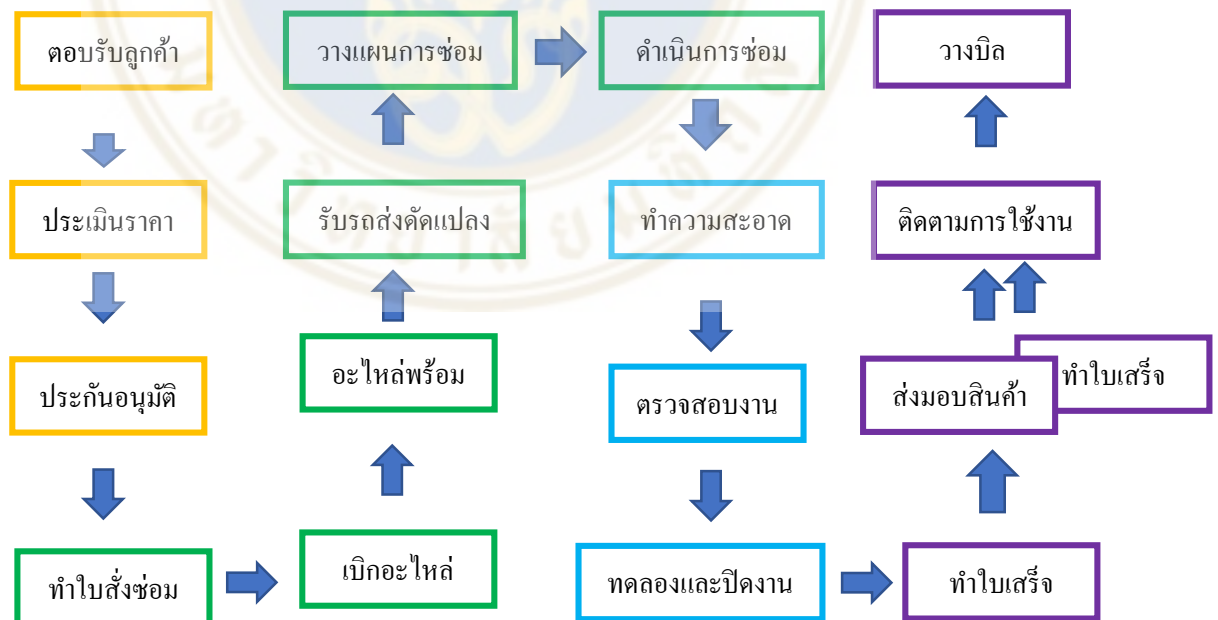 ตอบรับลูกค้า
วางแผนการซ่อม
ดำเนินการซ่อม
วางบิล
ประเมินราคา
รับรถส่งดัดแปลง
ทำความสะอาด
ติดตามการใช้งาน
ประกันอนุมัติ
อะไหล่พร้อม
ตรวจสอบงาน
ส่งมอบสินค้า
ทำใบเสร็จ
ทำใบสั่งซ่อม
เบิกอะไหล่
ทดลองและปิดงาน
ทำใบเสร็จ